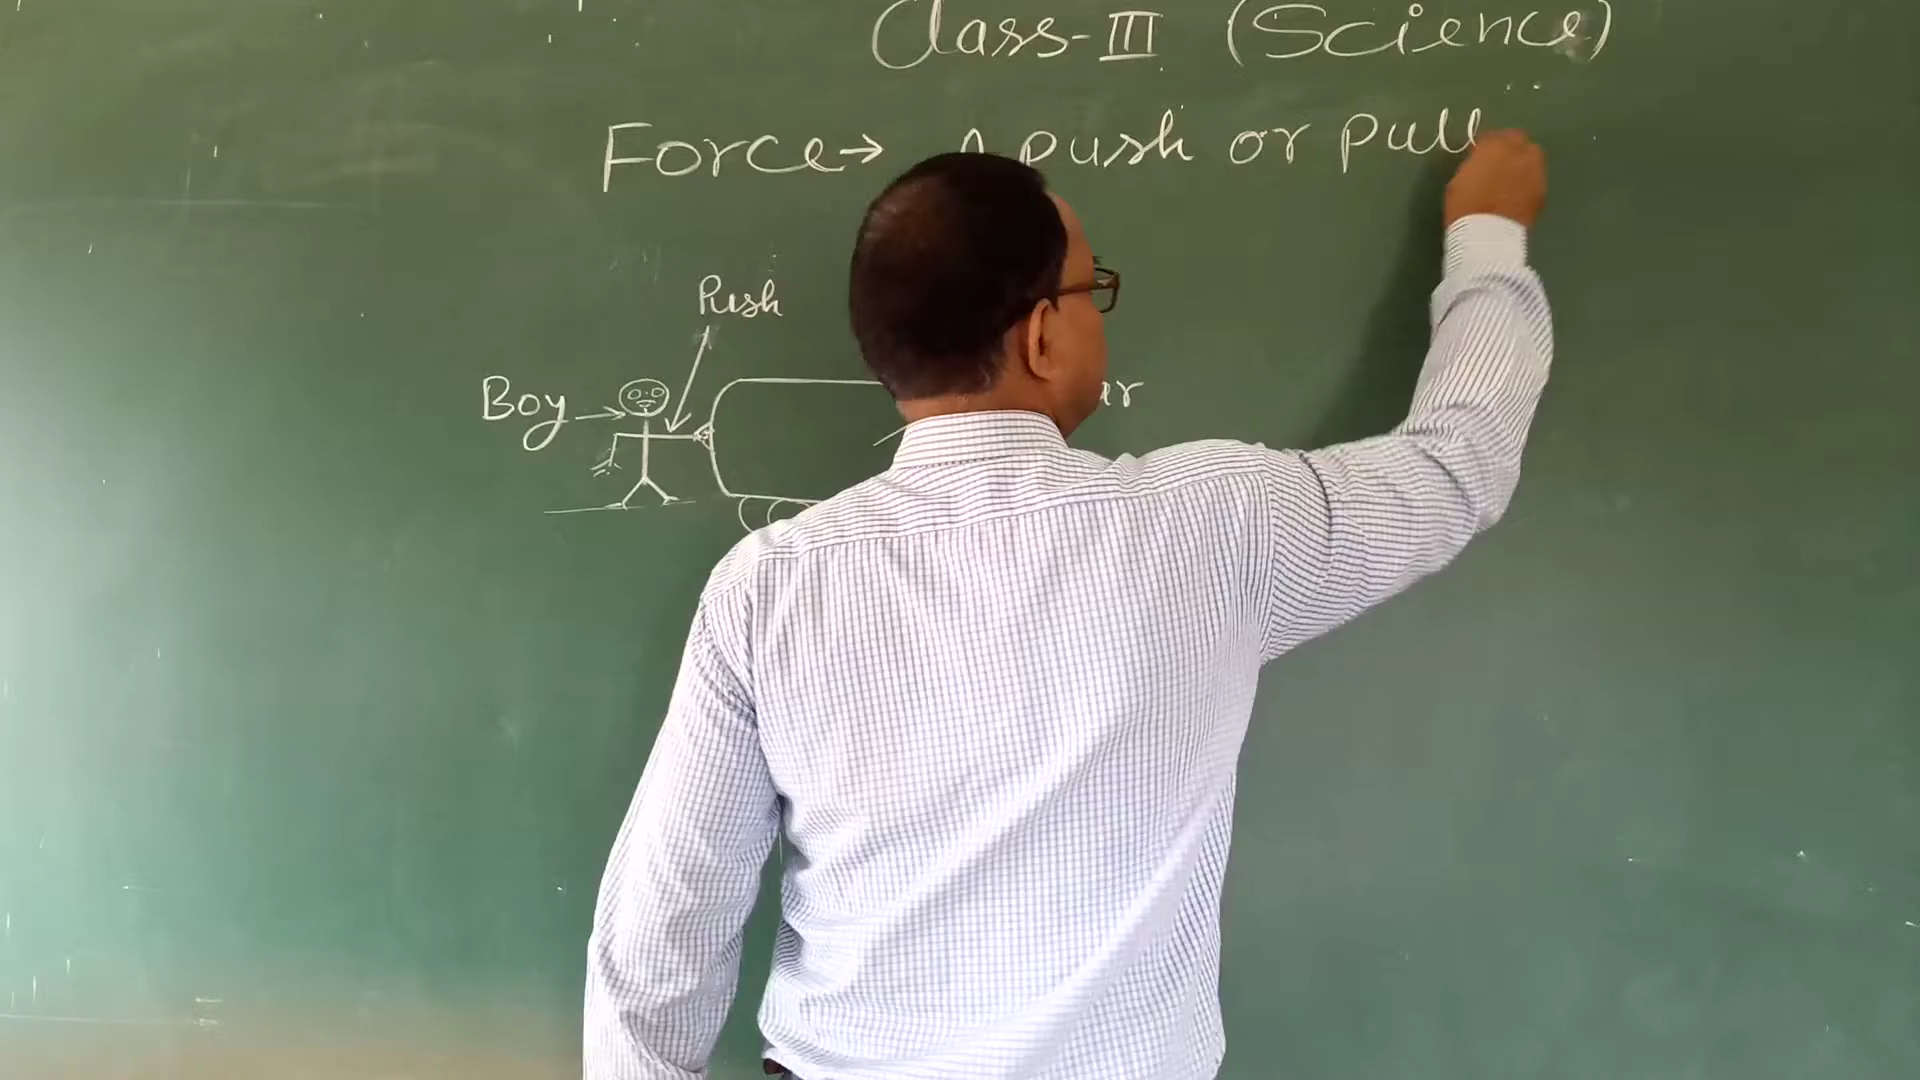 Class-III (Science)
Force→ A push or pull
Push
Boy